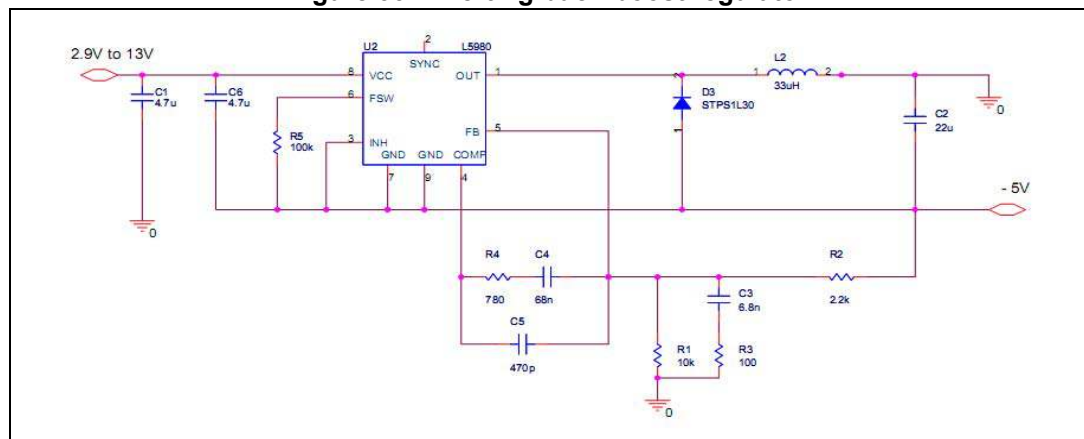 2.9V to 13V
C1
4.7u
C6
4.7u
0
R5
100k
U2
L5980
2
SYNC
8
VCC
OUT
1
6
FSW
FB
5
3
INH
GND
GND
COMP
7
9
4
2
D3
STPS1L30
1
1
L2
2
33uH
0
C2
22u
- 5V
R4
780
C4
68n
C5
470p
R2
2.2k
C3
6.8n
R1
10k
R3
100
0